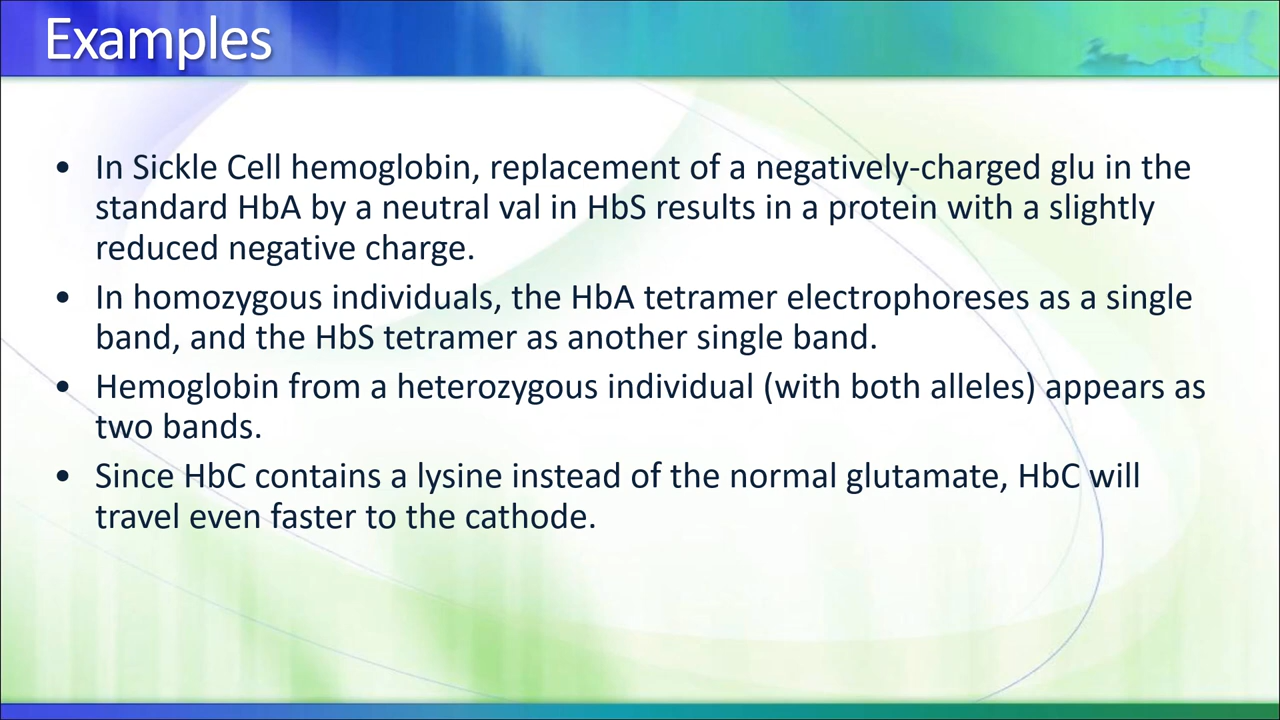 Examples
• In Sickle Cell hemoglobin, replacement of a negatively-charged glu in the
standard HbA by a neutral val in HbS results in a protein with a slightly
reduced negative charge.
• In homozygous individuals, the HbA tetramer electrophoreses as a single
band, and the HbS tetramer as another single band.
• Hemoglobin from a heterozygous individual (with both alleles) appears as
two bands.
• Since HbC contains a lysine instead of the normal glutamate, HbC will
travel even faster to the cathode.